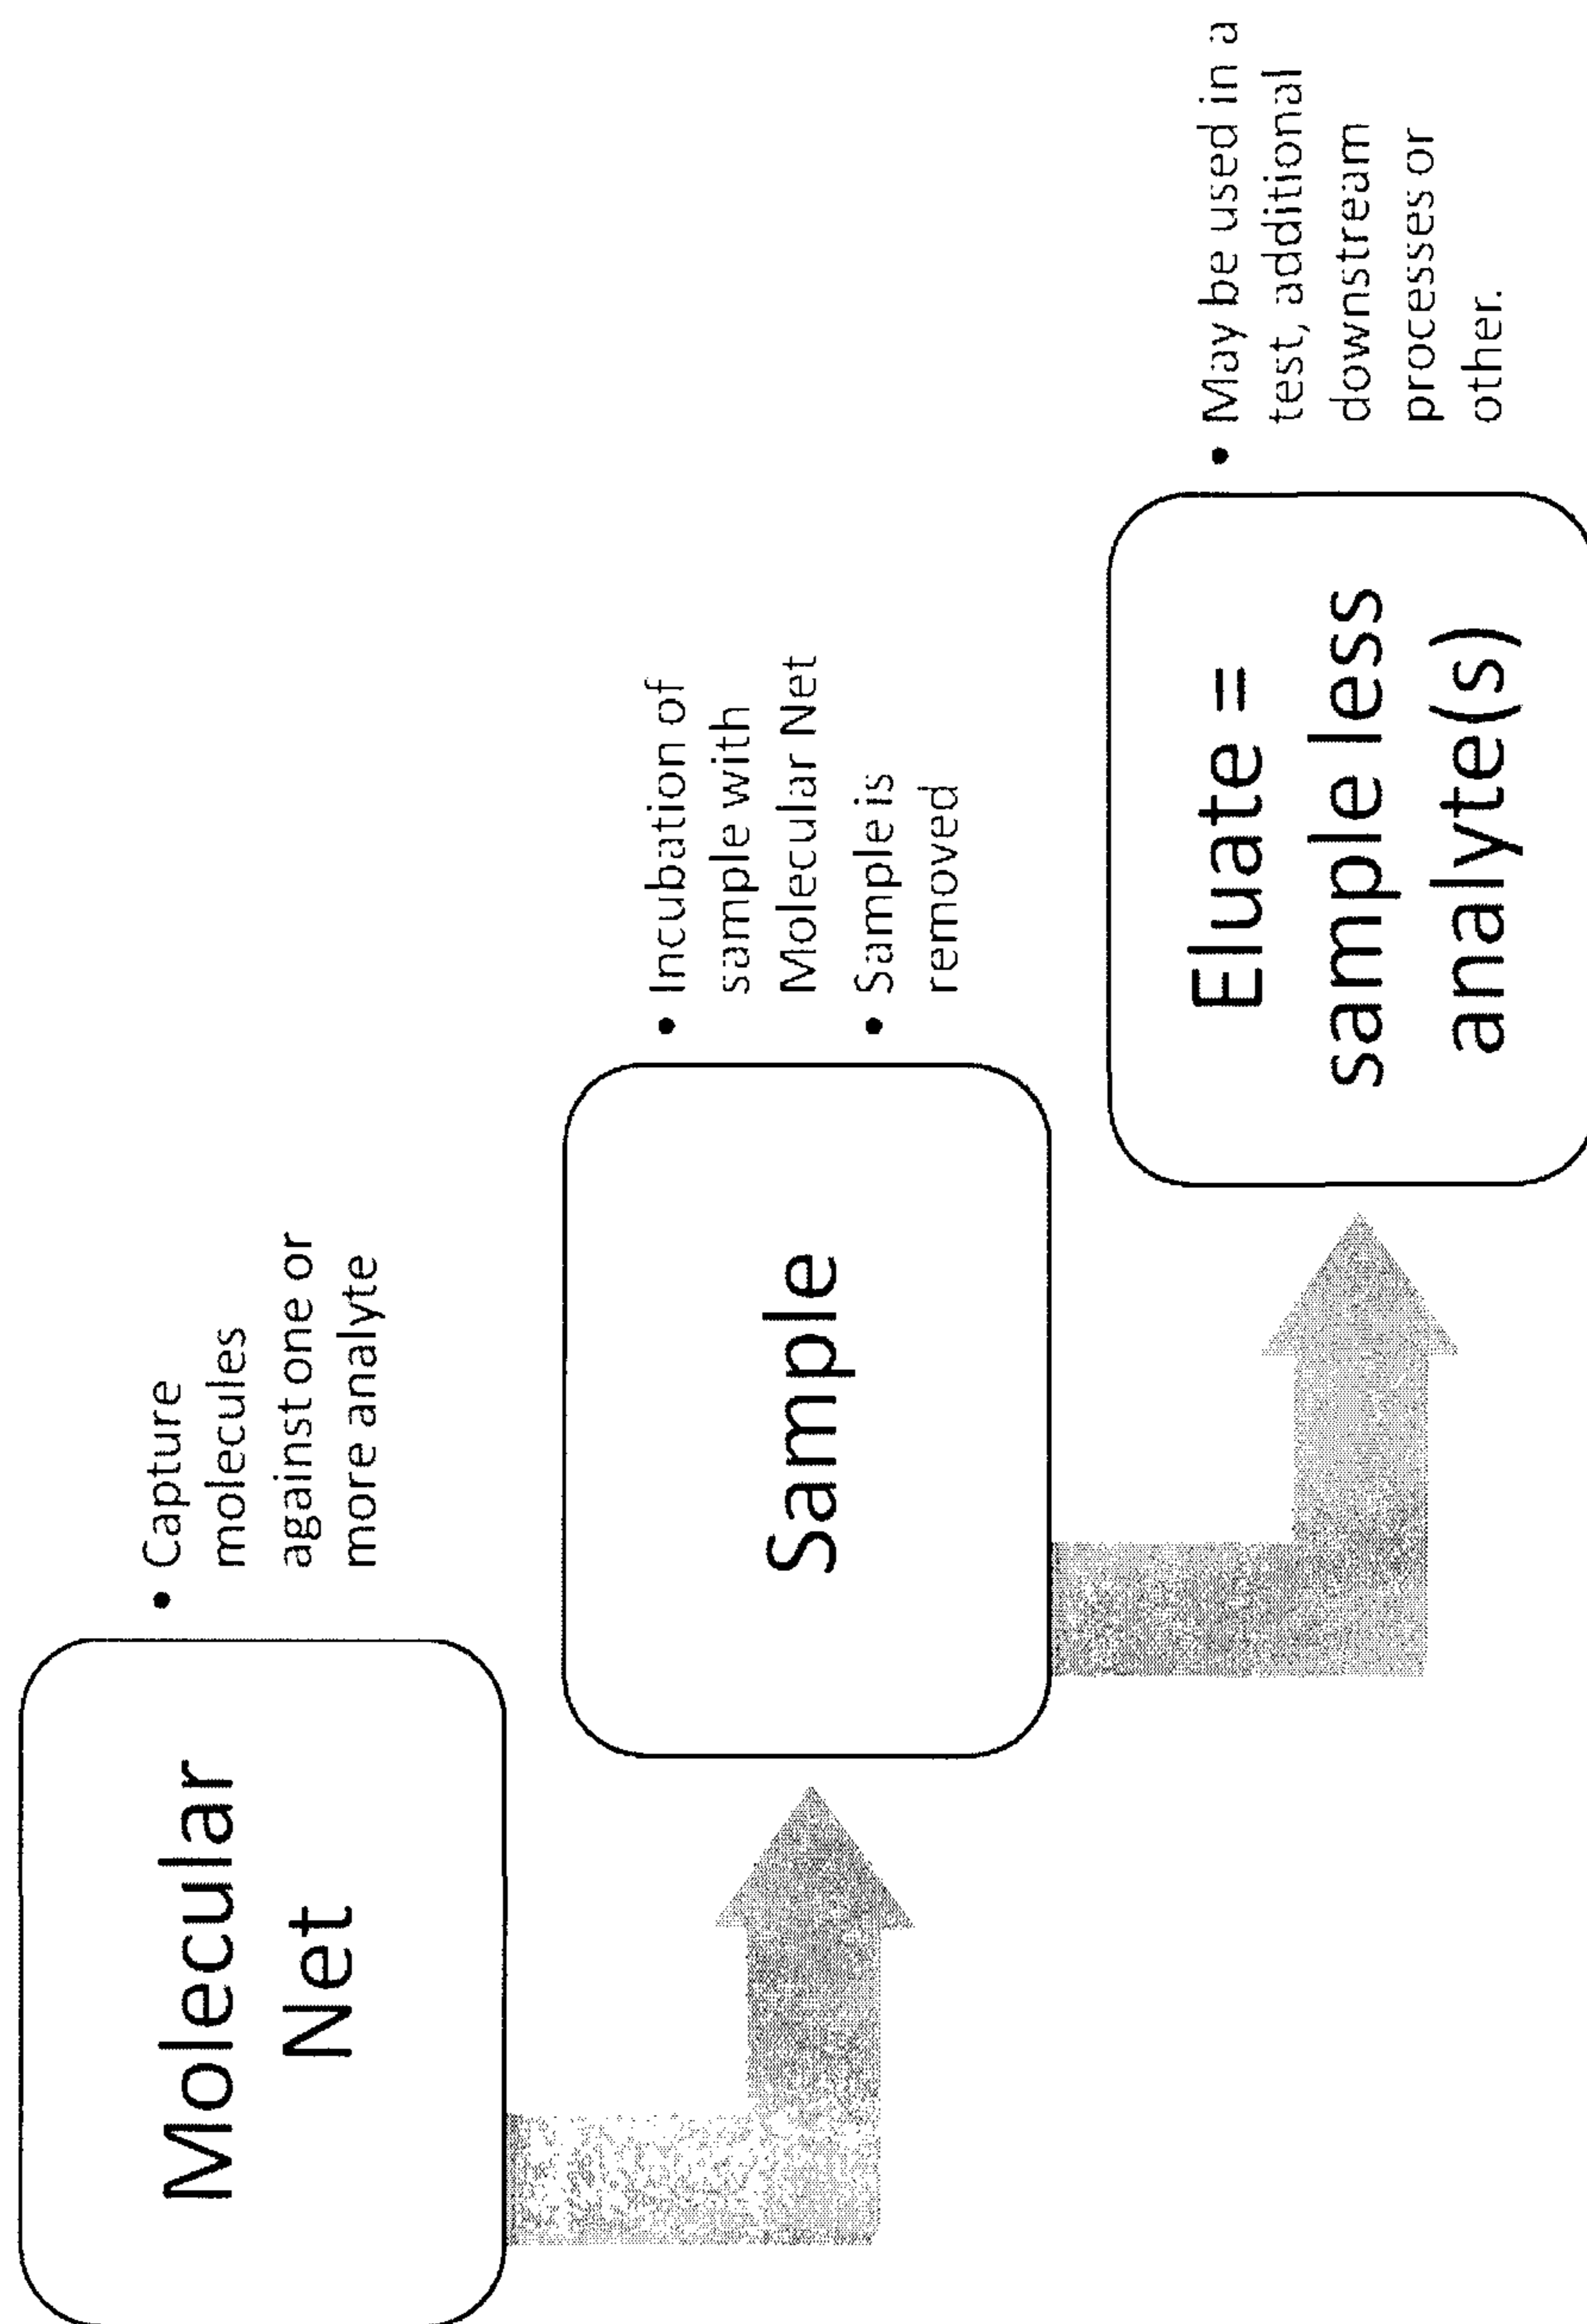 Molecular
Net
• Capture
molecules
against one or
more analyte
Sample
• Incubation of
sample with
Molecular Net
• Sample is
removed
Eluate =
sample less
analyte(s)
• May be used in a
test, additional
downstream
processes or
other.